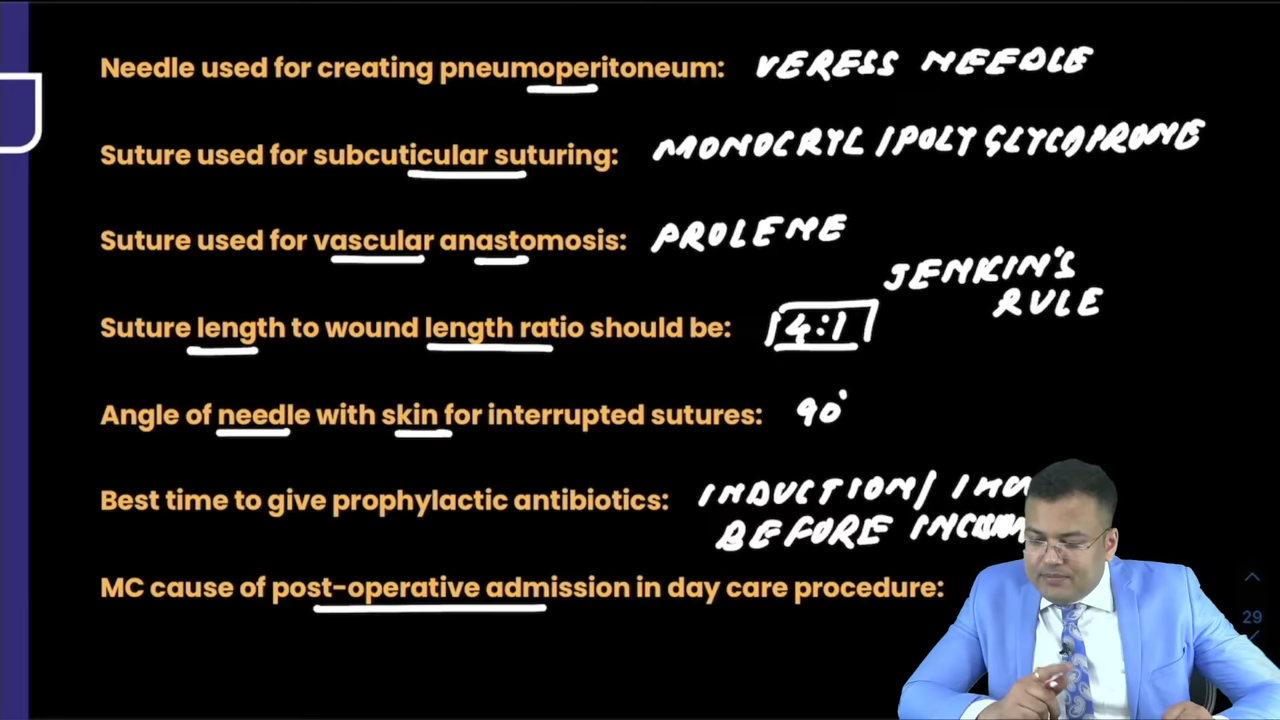 Needle used for creating pneumoperitoneum: VERESS NEEDLE
Suture used for subcuticular suturing: MONOCRYL / POLYGLYCAPRONE
Suture used for vascular anastomosis: PROLENE
JENKIN'S
RULE
Suture length to wound length ratio should be: 4:1
Angle of needle with skin for interrupted sutures: 90°
Best time to give prophylactic antibiotics: INDUCTION/
BEFORE
MC cause of post-operative admission in day care procedure:
29